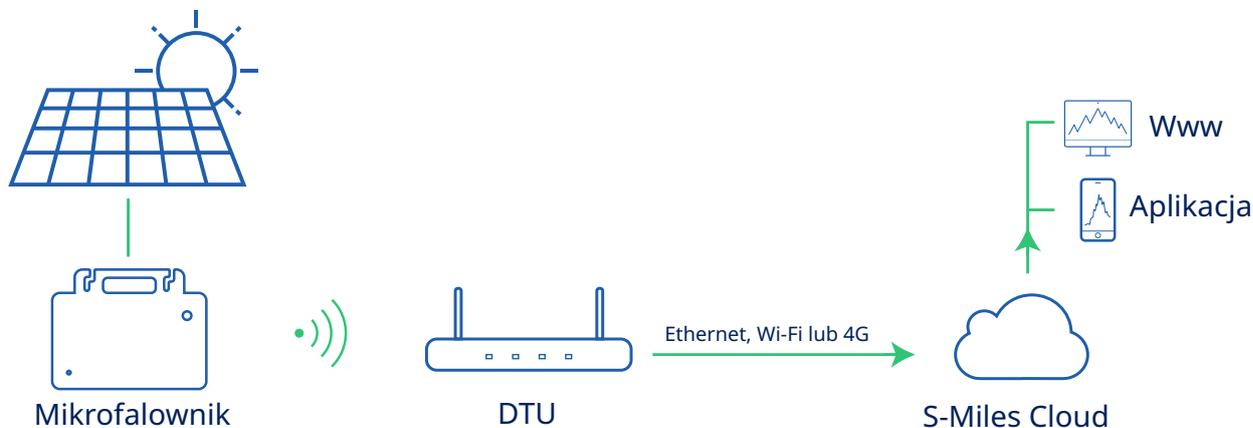 Www
Aplikacja
Ethernet, Wi-Fi lub 4G
Mikrofalownik
DTU
S-Miles Cloud